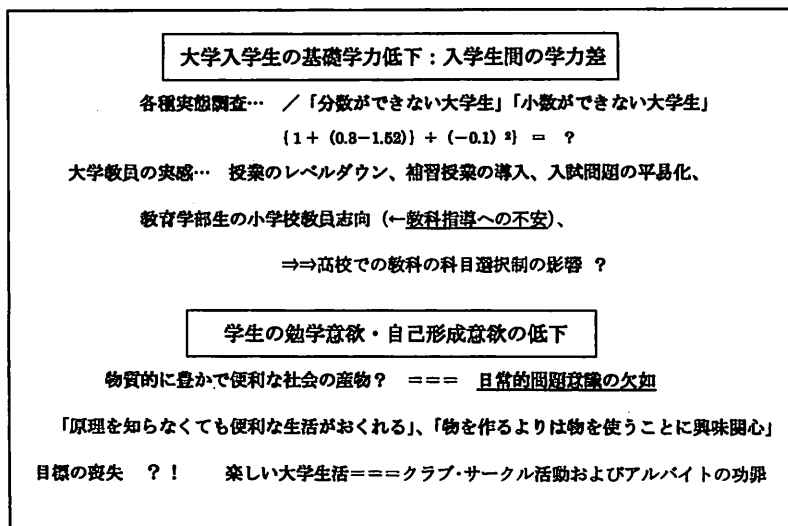 大学入学生の基礎学力低下：入学生間の学力差
各種実態調査… ／「分数ができない大学生」「小数ができない大学生」
{1 + (0.3−1.52)} + (−0.1) ² = ?
大学教員の実感… 授業のレベルダウン、補習授業の導入、入試問題の平易化、
教育学部生の小学校教員志向（←教科指導への不安）、
⇒⇒高校での教科の科目選択制の影響 ？
学生の勉学意欲・自己形成意欲の低下
物質的に豊かで便利な社会の産物？ ＝＝＝ 日常的問題意識の欠如
「原理を知らなくても便利な生活がおくれる」、「物を作るよりは物を使うことに興味関心」
目標の喪失 ？！ 楽しい大学生活＝＝＝クラブ・サークル活動およびアルバイトの功罪